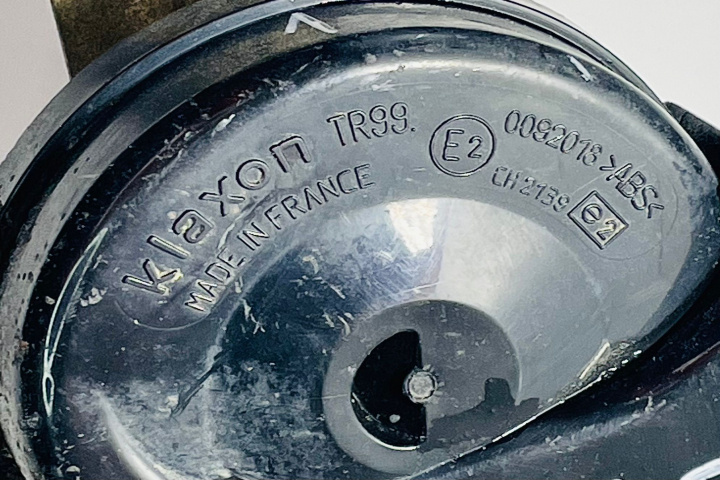 klaxon TR99. E2 0092013 >ABS<
MADE IN FRANCE CH 2139 e2